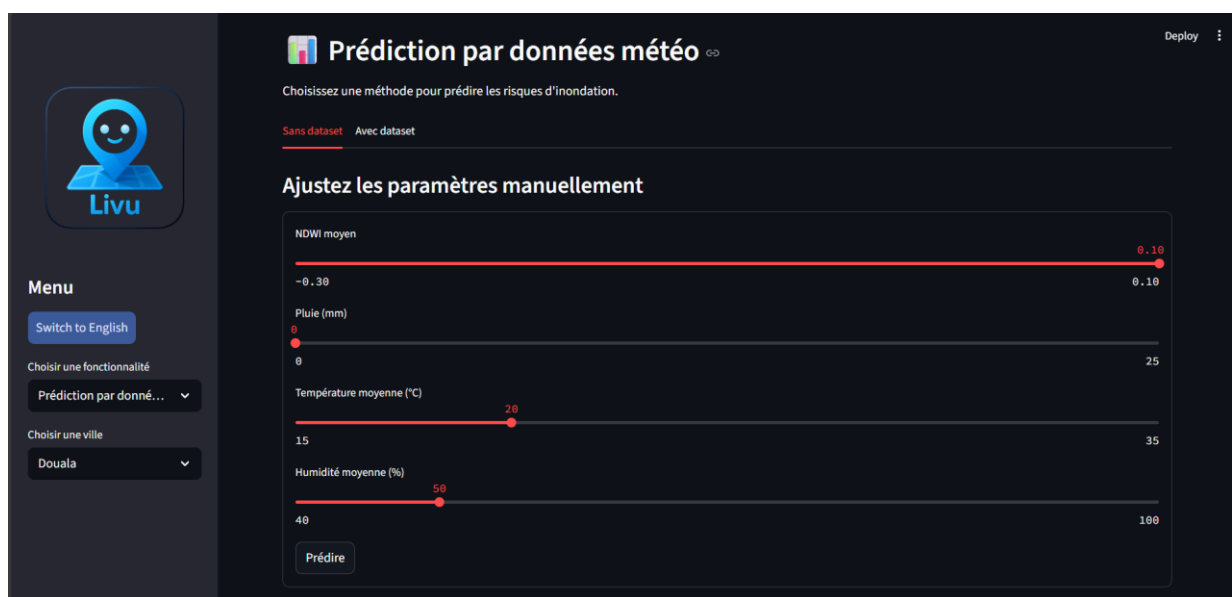 Deploy
Livu
Menu
Switch to English
Choisir une fonctionnalité
Prédiction par donné...
Choisir une ville
Douala
Prédiction par données météo
Choisissez une méthode pour prédire les risques d'inondation.
Sans dataset Avec dataset
Ajustez les paramètres manuellement
NDWI moyen
0.10
-0.30 0.10
Pluie (mm)
0
0 25
Température moyenne (°C)
20
15 35
Humidité moyenne (%)
50
40 100
Prédire